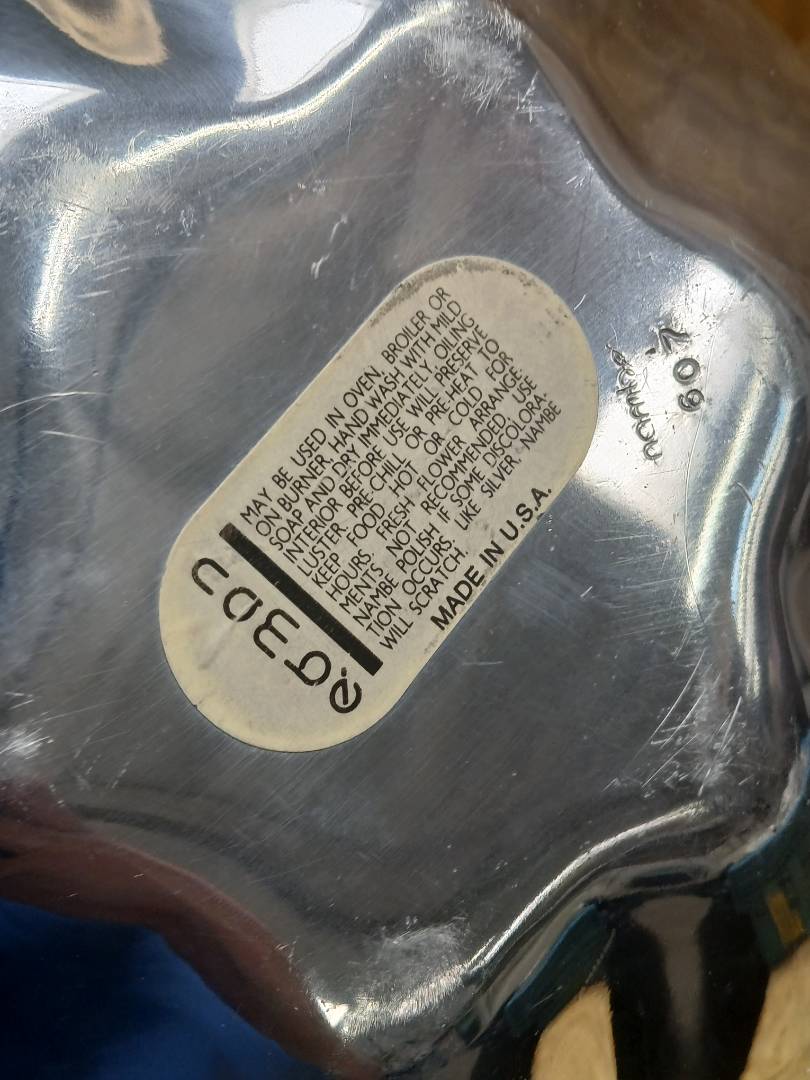 nambé
MAY BE USED IN OVEN, BROILER OR
ON BURNER, HAND WASH WITH MILD
SOAP AND DRY IMMEDIATELY. OILING
INTERIOR BEFORE USE WILL PRESERVE
LUSTER. PRE-CHILL OR PRE-HEAT TO
KEEP FOOD HOT OR COLD FOR
HOURS. FRESH FLOWER ARRANGE-
MENTS NOT RECOMMENDED. USE
NAMBE POLISH IF SOME DISCOLORA-
TION OCCURS. LIKE SILVER, NAMBE
WILL SCRATCH.
MADE IN U.S.A.